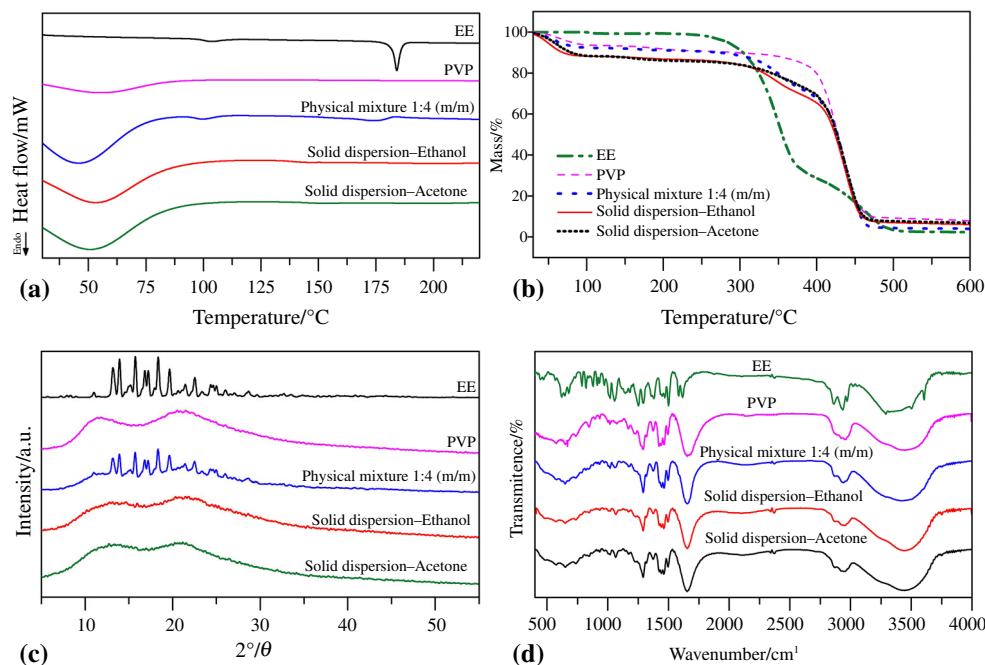 EE
PVP
Physical mixture 1:4 (m/m)
Solid dispersion–Ethanol
Solid dispersion–Acetone
Heat flow/mW
Endo
50 75 100 125 150 175 200
Temperature/°C
(a)
100
80
60
40
20
0
Mass/%
EE
PVP
Physical mixture 1:4 (m/m)
Solid dispersion–Ethanol
Solid dispersion–Acetone
100 200 300 400 500 600
Temperature/°C
(b)
EE
PVP
Physical mixture 1:4 (m/m)
Solid dispersion–Ethanol
Solid dispersion–Acetone
Intensity/a.u.
10 20 30 40 50
2°/θ
(c)
EE
PVP
Physical mixture 1:4 (m/m)
Solid dispersion–Ethanol
Solid dispersion–Acetone
Transmitence/%
500 1000 1500 2000 2500 3000 3500 4000
Wavenumber/cm¹
(d)